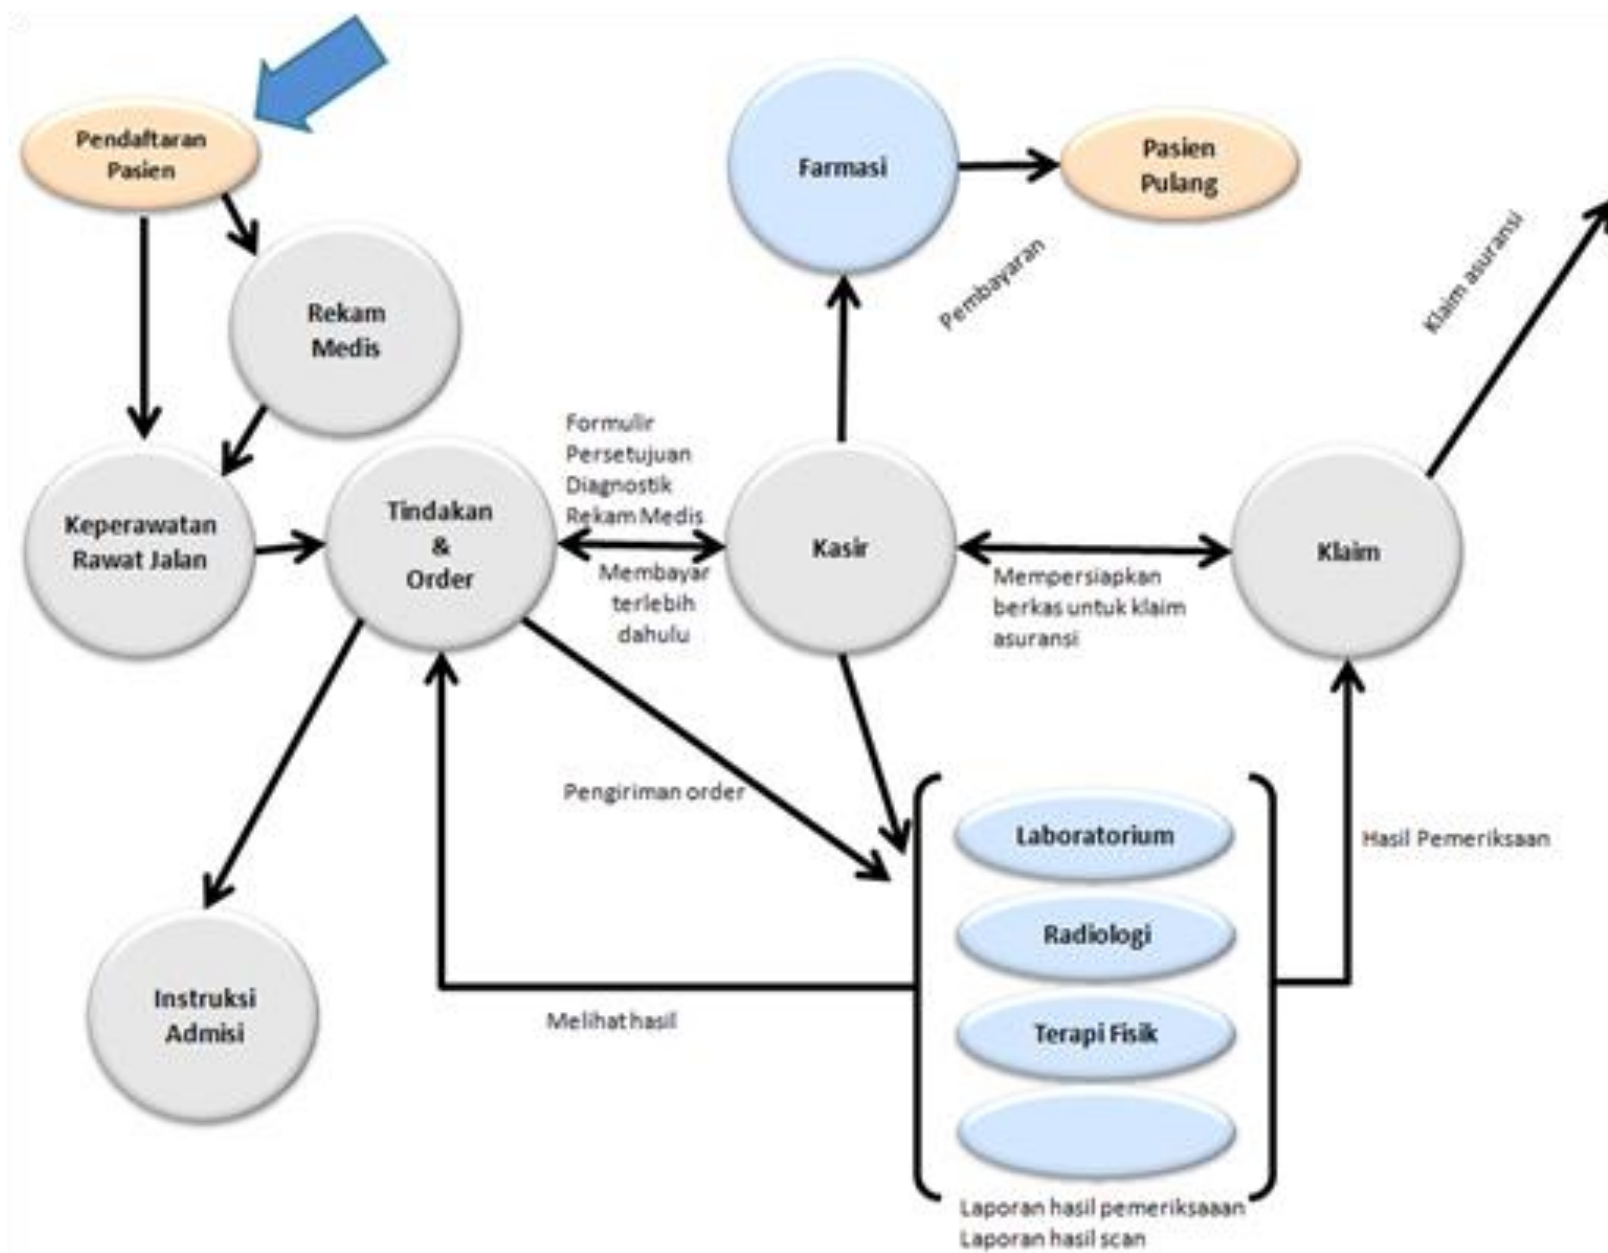 Pendaftaran
Pasien
Farmasi
Pasien
Pulang
Rekam
Medis
Pembayaran
Klaim asuransi
Formulir
Persetujuan
Diagnostik
Rekam Medis
Keperawatan
Rawat Jalan
Tindakan
&
Order
Kasir
Klaim
Membayar
terlebih
dahulu
Mempersiapkan
berkas untuk klaim
asuransi
Pengiriman order
Laboratorium
Hasil Pemeriksaan
Radiologi
Instruksi
Admisi
Melihat hasil
Terapi Fisik
Laporan hasil pemeriksaaan
Laporan hasil scan